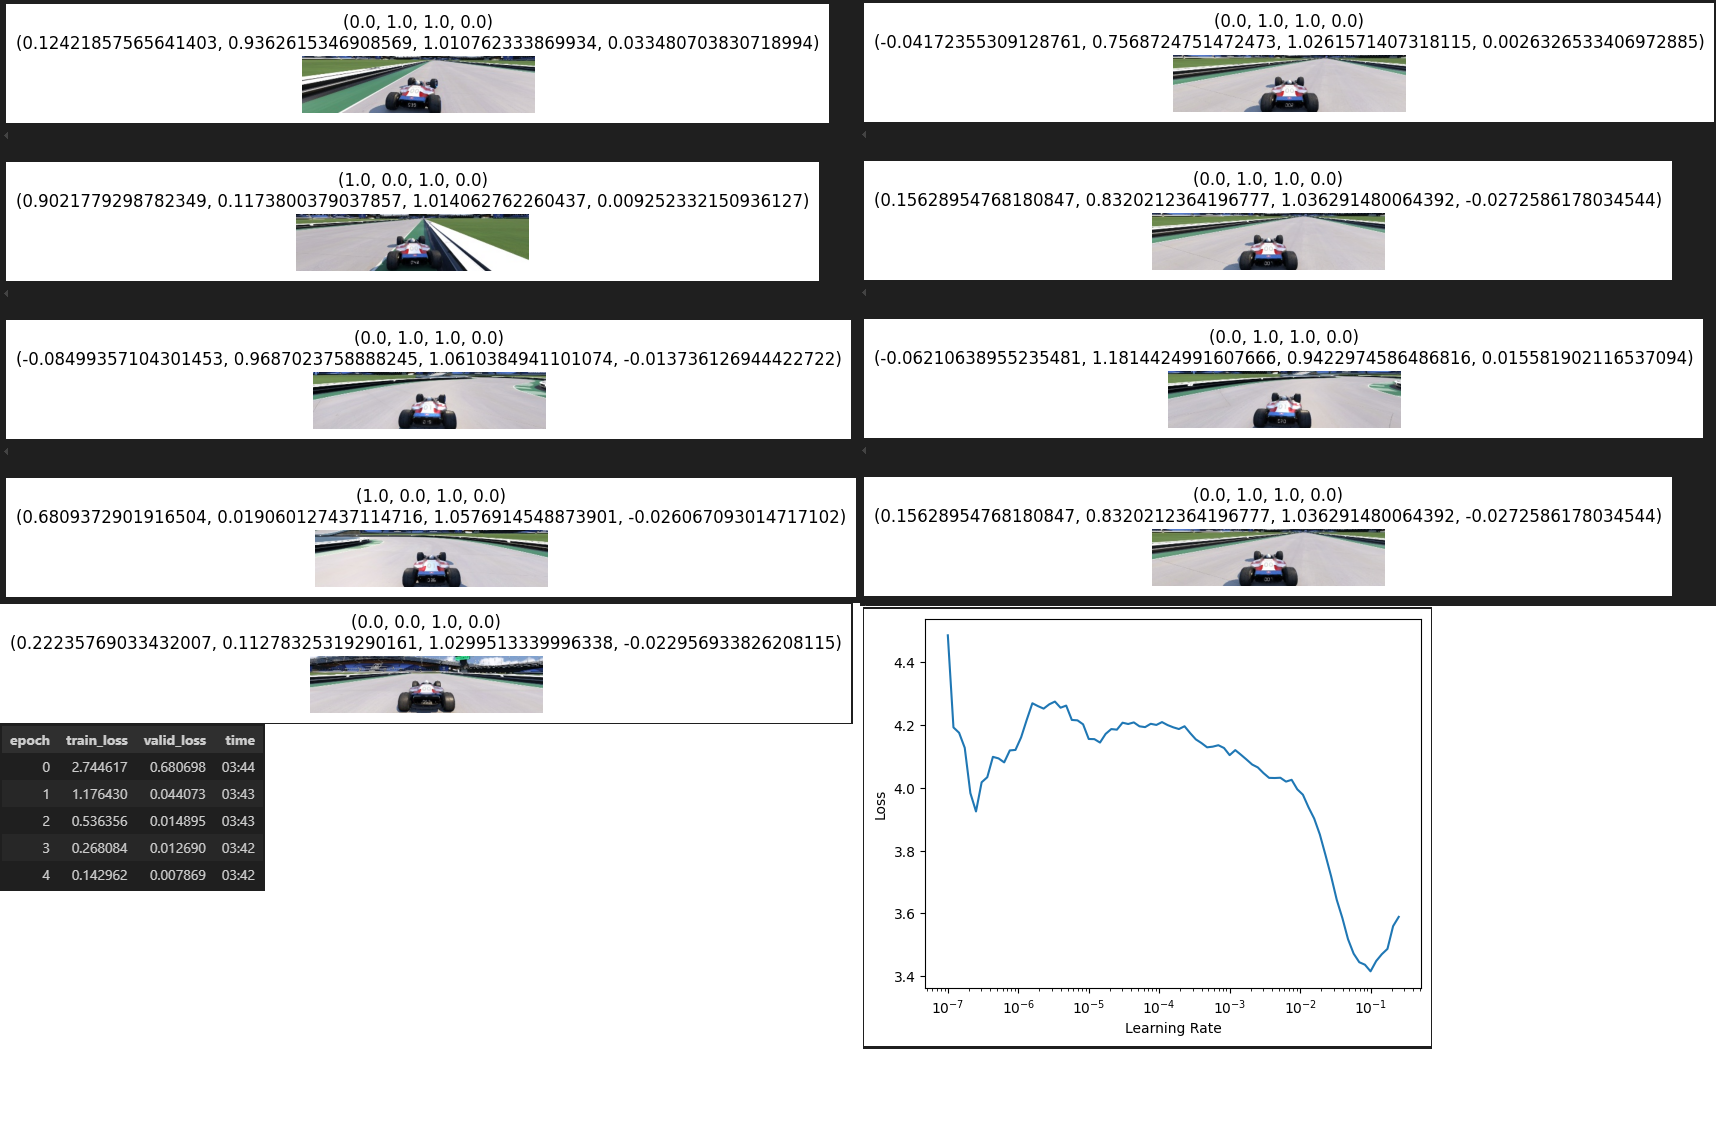 (0.0, 1.0, 1.0, 0.0)
(0.12421857565641403, 0.9362615346908569, 1.010762333869934, 0.033480703830718994)
(0.0, 1.0, 1.0, 0.0)
(-0.04172355309128761, 0.7568724751472473, 1.0261571407318115, 0.0026326533406972885)
(1.0, 0.0, 1.0, 0.0)
(0.9021779298782349, 0.1173800379037857, 1.014062762260437, 0.009252332150936127)
(0.0, 1.0, 1.0, 0.0)
(0.15628954768180847, 0.8320212364196777, 1.036291480064392, -0.0272586178034544)
(0.0, 1.0, 1.0, 0.0)
(-0.08499357104301453, 0.9687023758888245, 1.0610384941101074, -0.013736126944422722)
(0.0, 1.0, 1.0, 0.0)
(-0.06210638955235481, 1.1814424991607666, 0.9422974586486816, 0.015581902116537094)
(1.0, 0.0, 1.0, 0.0)
(0.6809372901916504, 0.019060127437114716, 1.0576914548873901, -0.026067093014717102)
(0.0, 1.0, 1.0, 0.0)
(0.15628954768180847, 0.8320212364196777, 1.036291480064392, -0.0272586178034544)
(0.0, 0.0, 1.0, 0.0)
(0.22235769033432007, 0.11278325319290161, 1.0299513339996338, -0.022956933826208115)
epoch train_loss valid_loss time
0 2.744617 0.680698 03:44
1 1.176430 0.044073 03:43
2 0.536356 0.014895 03:43
3 0.268084 0.012690 03:42
4 0.142962 0.007869 03:42
4.4
4.2
4.0
3.8
3.6
3.4
Loss
10⁻⁷ 10⁻⁶ 10⁻⁵ 10⁻⁴ 10⁻³ 10⁻² 10⁻¹
Learning Rate